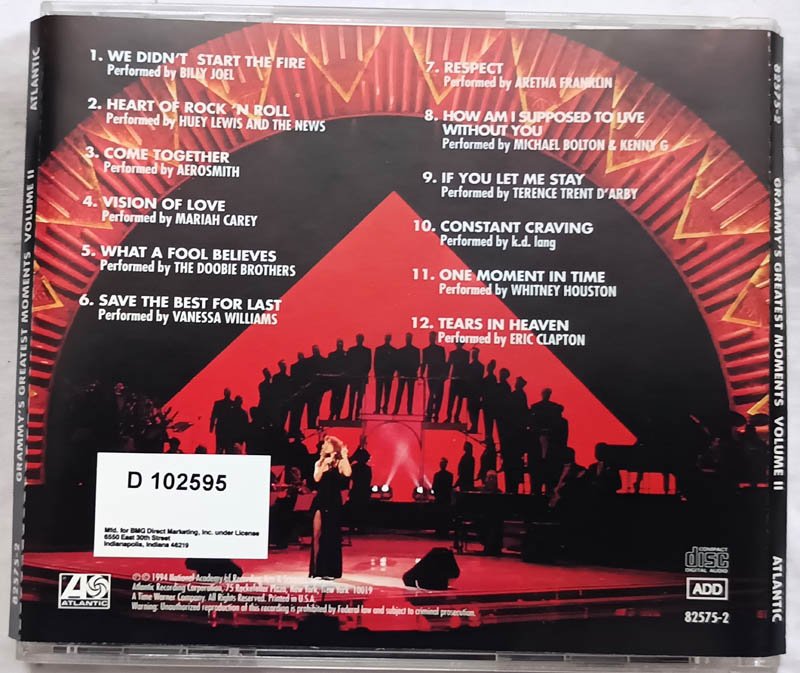 ATLANTIC
GRAMMY'S GREATEST MOMENTS VOLUME II
82575-2
1. WE DIDN'T START THE FIRE
Performed by BILLY JOEL
2. HEART OF ROCK 'N ROLL
Performed by HUEY LEWIS AND THE NEWS
3. COME TOGETHER
Performed by AEROSMITH
4. VISION OF LOVE
Performed by MARIAH CAREY
5. WHAT A FOOL BELIEVES
Performed by THE DOOBIE BROTHERS
6. SAVE THE BEST FOR LAST
Performed by VANESSA WILLIAMS
7. RESPECT
Performed by ARETHA FRANKLIN
8. HOW AM I SUPPOSED TO LIVE
WITHOUT YOU
Performed by MICHAEL BOLTON & KENNY G
9. IF YOU LET ME STAY
Performed by TERENCE TRENT D'ARBY
10. CONSTANT CRAVING
Performed by k.d. lang
11. ONE MOMENT IN TIME
Performed by WHITNEY HOUSTON
12. TEARS IN HEAVEN
Performed by ERIC CLAPTON
D 102595
Mfd. for BMG Direct Marketing, Inc. under License
6550 East 30th Street
Indianapolis, Indiana 46219
ATLANTIC
℗ © 1994 National Academy of Recording Arts &
Atlantic Recording Corporation, 75 Rockefeller Plaza, New York, New York 10019
A Time Warner Company. All Rights Reserved. Printed in U.S.A.
Warning: Unauthorized reproduction of this recording is prohibited by Federal law and subject to criminal prosecution.
COMPACT
disc
DIGITAL AUDIO
ADD
82575-2
82575-2
GRAMMY'S GREATEST MOMENTS VOLUME II
ATLANTIC